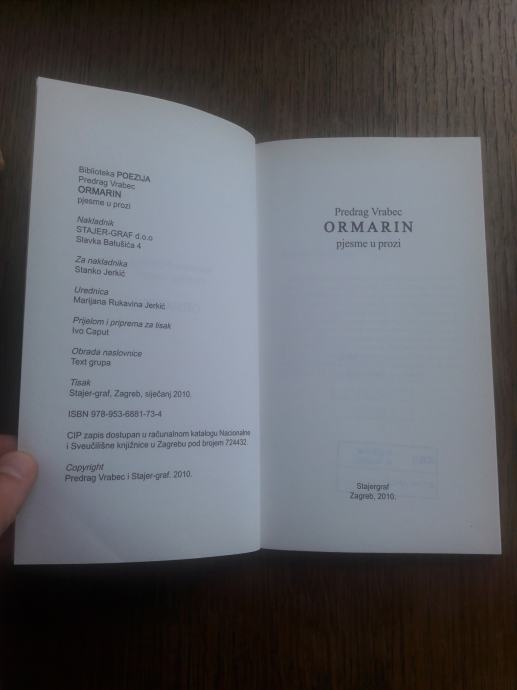 Biblioteka POEZIJA
Predrag Vrabec
ORMARIN
pjesme u prozi
Nakladnik
STAJER-GRAF d.o.o
Slavka Batušića 4
Za nakladnika
Stanko Jerkić
Urednica
Marijana Rukavina Jerkić
Prijelom i priprema za tisak
Ivo Caput
Obrada naslovnice
Text grupa
Tisak
Stajer-graf, Zagreb, siječanj 2010.
ISBN 978-953-6881-73-4
CIP zapis dostupan u računalnom katalogu Nacionalne
i Sveučilišne knjižnice u Zagrebu pod brojem 724432.
Copyright
Predrag Vrabec i Stajer-graf. 2010.
Predrag Vrabec
ORMARIN
pjesme u prozi
Stajergraf
Zagreb, 2010.